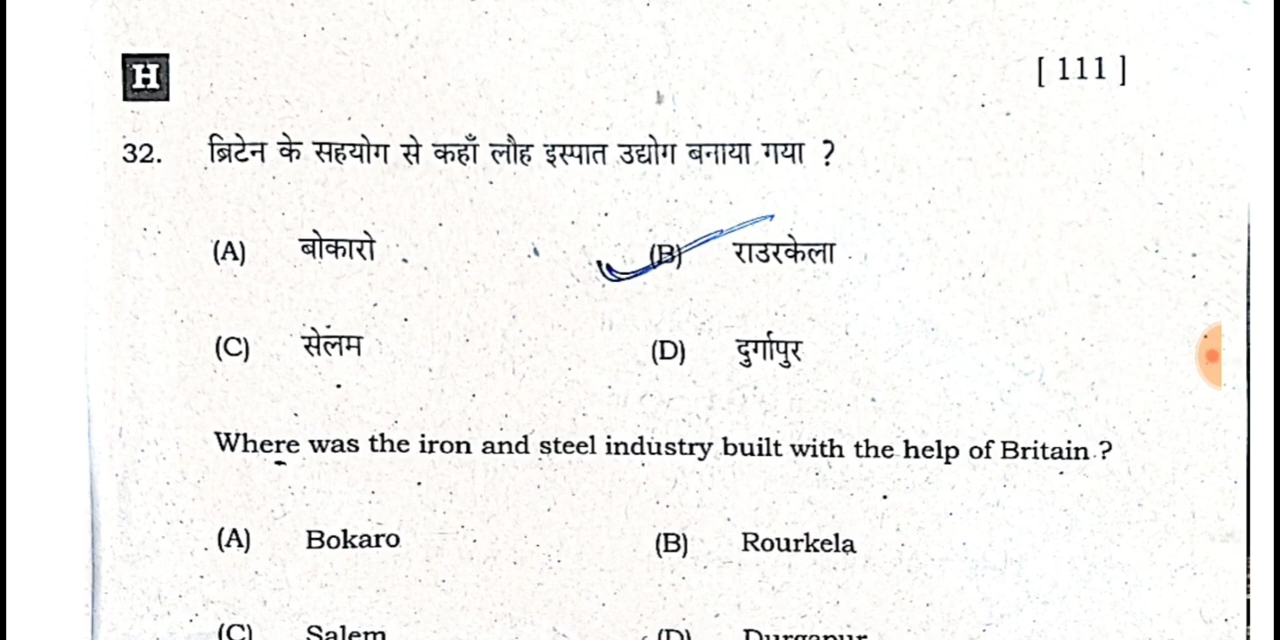 H
[ 111 ]
32. ब्रिटेन के सहयोग से कहाँ लौह इस्पात उद्योग बनाया गया ?
(A) बोकारो (B) राउरकेला
(C) सेलम (D) दुर्गापुर
Where was the iron and steel industry built with the help of Britain ?
(A) Bokaro (B) Rourkela
(C) Salem (D) Durgapur